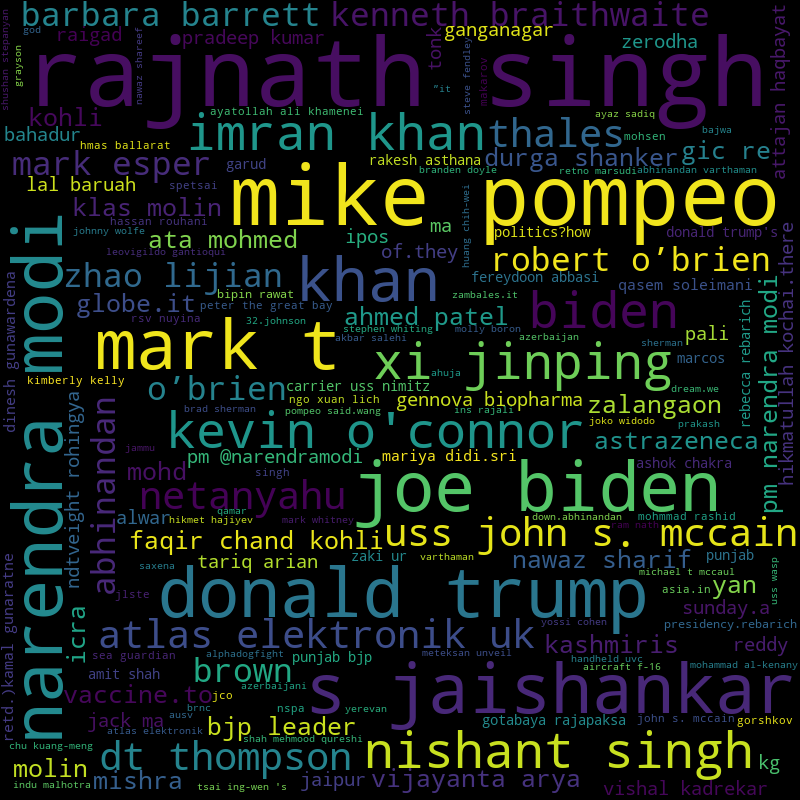 barbara barrett
kenneth braithwaite
god
grayson
shushan stepanyan
raigad
pradeep kumar
nawaz shareef
tonk
ganganagar
zerodha
rajnath singh
"it
steve fendley
makarov
attajan haqbayat
kohli
ayatollah ali khamenei
ayaz sadiq
bahadur
hmas ballarat
imran khan
thales
mohsen
bajwa
mark esper
garud
rakesh asthana
durga shanker
gic re
branden doyle
retno marsudi
abhinandan varthaman
lal baruah
spetsai
mike pompeo
klas molin
hassan rouhani
johnny wolfe
ata mohmed
ipos
ma
huang chih-wei
politics?how
donald trump's
leovigildo gantioqui
of.they
robert o’brien
narendra modi
zhao lijian
khan
fereydoon abbasi
qasem soleimani
globe.it
bipin rawat
peter the great bay
zambales.it
biden
rsv nuyina
32.johnson
ahmed patel
molly boron
stephen whiting
azerbaijan
pali
rebecca rebarich
pm narendra modi
hikmatullah kochai.there
dinesh gunawardena
mark t
akbar salehi
sherman
xi jinping
marcos
kimberly kelly
o’brien
carrier uss nimitz
ahuja
dream.we
ngo xuan lich
gennova biopharma
zalangaon
brad sherman
pompeo said.wang
ins rajali
joko widodo
prakash
ndtveight rohingya
abhinandan
kevin o'connor
astrazeneca
jammu
pm @narendramodi
mariya didi.sri
ashok chakra
mohd
singh
netanyahu
joe biden
qamar
alwar
hikmet hajiyev
mark whitney
down.abhinandan
mohmmad rashid
faqir chand kohli
uss john s. mccain
saxena
tariq arian
zaki ur
varthaman
nawaz sharif
punjab
michael t mccaul
uss wasp
jlste
donald trump
asia.in
yan
sunday.a
retd.)kamal gunaratne
icra
atlas elektronik uk
yossi cohen
presidency.rebarich
sea guardian
alphadogfight
meteksan unveil
kashmiris
reddy
amit shah
brown
punjab bjp
handheld uvc
aircraft f-16
mohammad al-kenany
vaccine.to
jco
azerbaijani
s jaishankar
jack ma
brnc
ausv
nspa
yerevan
bjp leader
gotabaya rajapaksa
john s. mccain
gorshkov
atlas elektronik
shah mehmood qureshi
chu kuang-meng
dt thompson
nishant singh
molin
kg
indu malhotra
mishra
tsai ing-wen 's
jaipur
vijayanta arya
vishal kadrekar